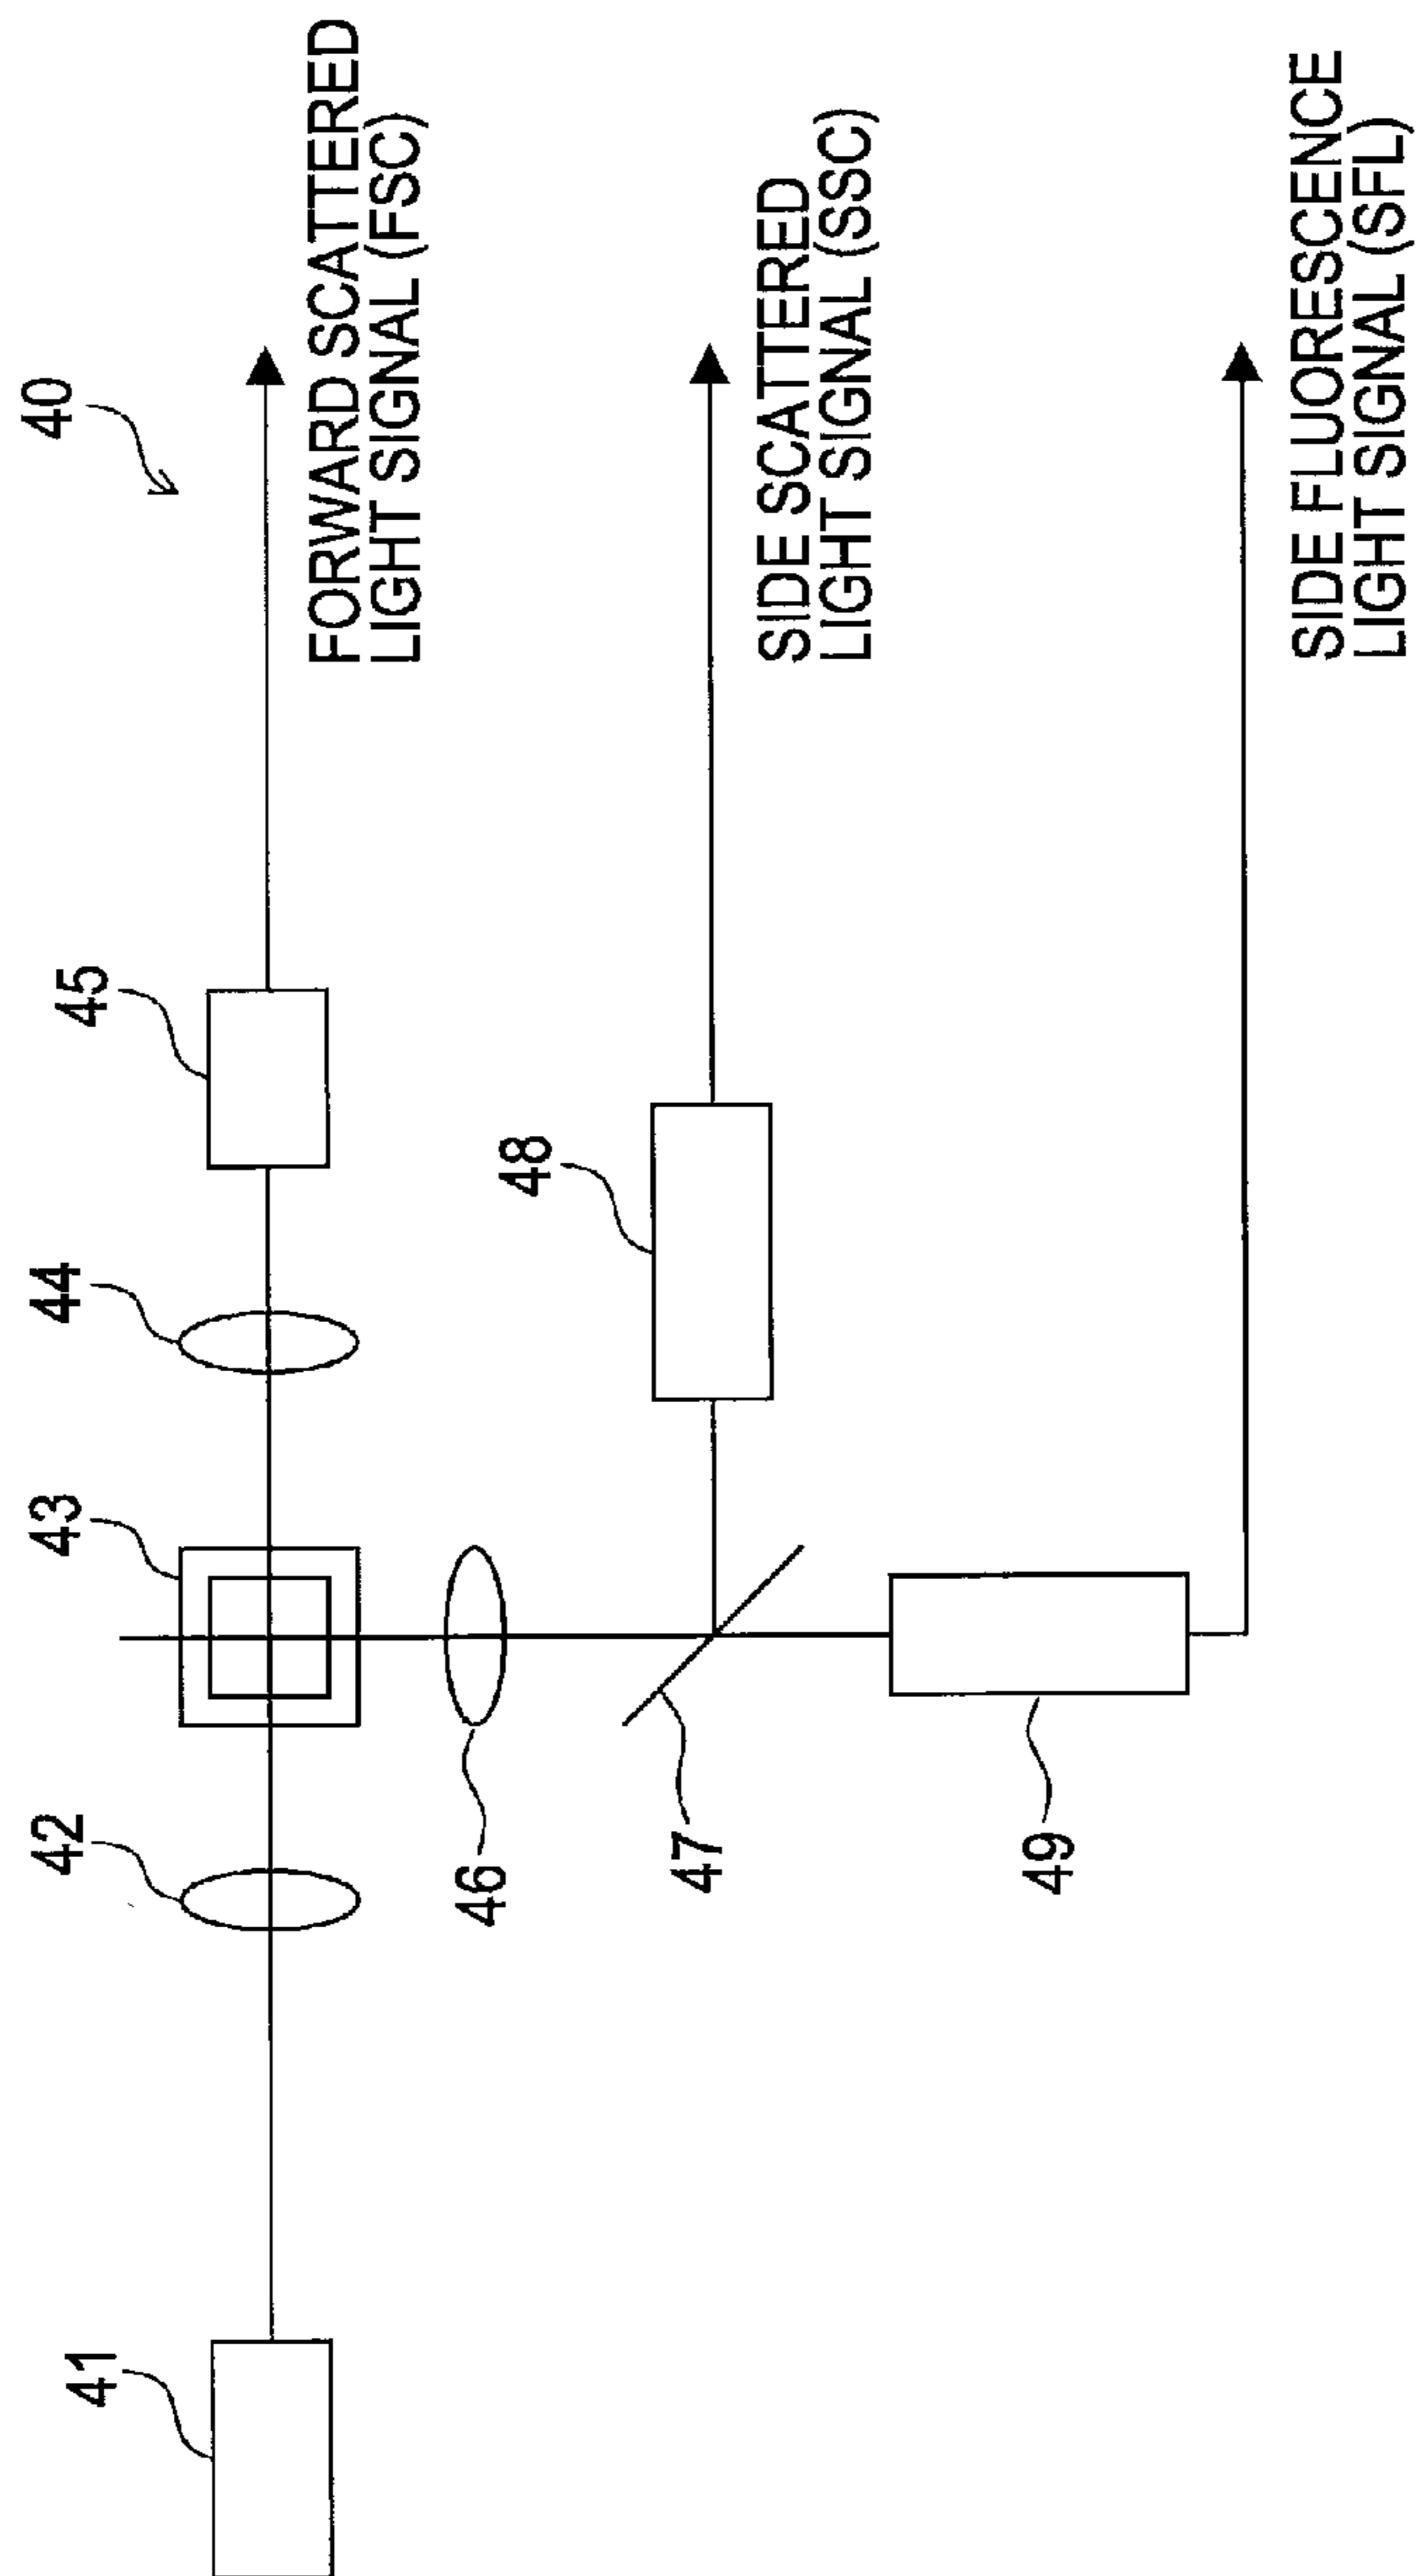 40
FORWARD SCATTERED
LIGHT SIGNAL (FSC)
45
44
43
42
41
SIDE SCATTERED
LIGHT SIGNAL (SSC)
48
46
47
SIDE FLUORESCENCE
LIGHT SIGNAL (SFL)
49